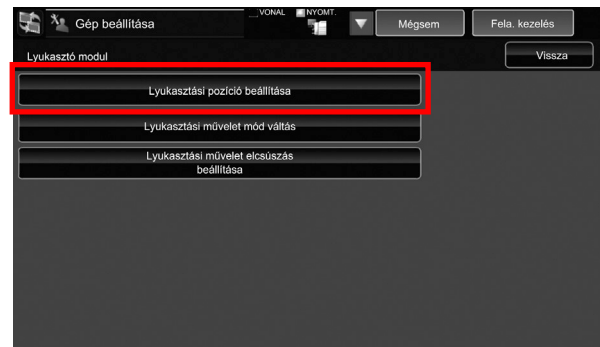 Gép beállítása
VONAL
NYOMT.
Mégsem
Fela. kezelés
Lyukasztó modul
Vissza
Lyukasztási pozíció beállítása
Lyukasztási művelet mód váltás
Lyukasztási művelet elcsúszás
beállítása